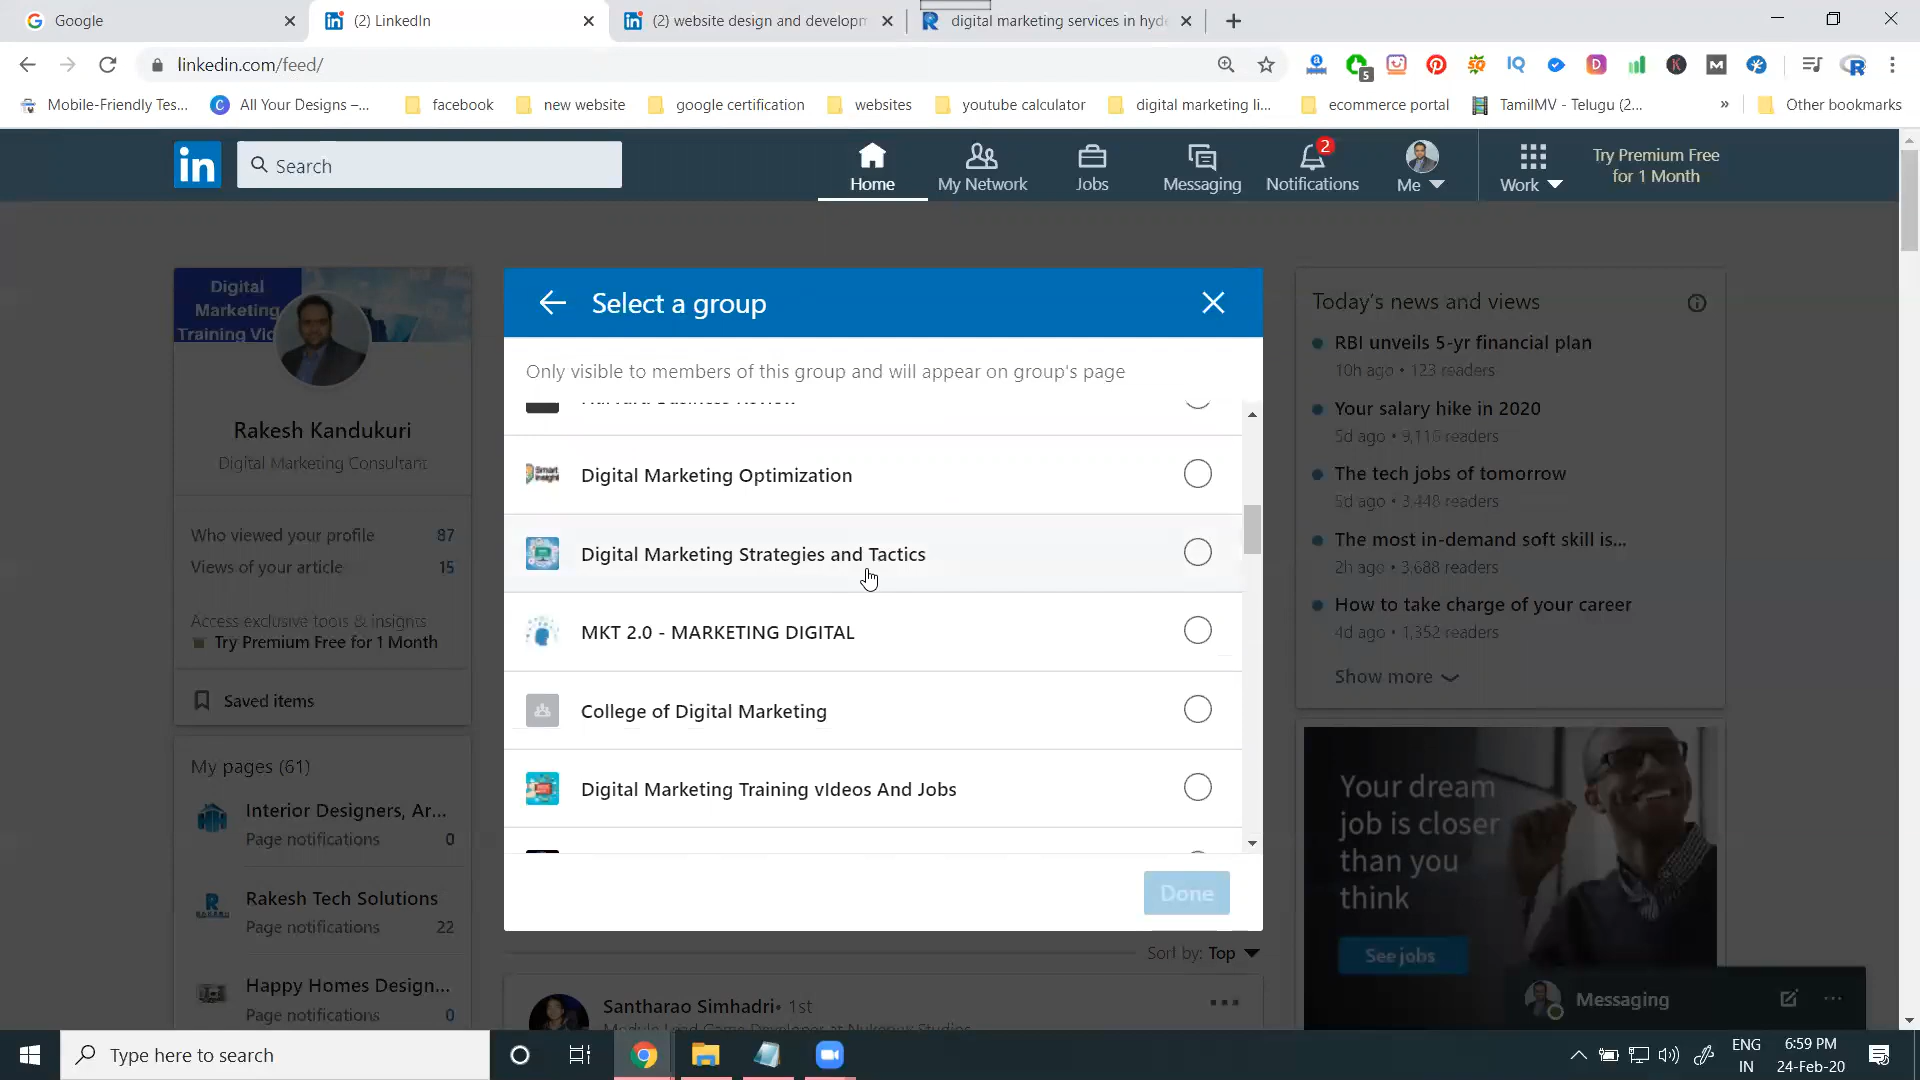 Google
(2) LinkedIn
(2) website design and developm
digital marketing services in hyde
linkedin.com/feed/
5
Mobile-Friendly Tes...
All Your Designs –...
facebook
new website
google certification
websites
youtube calculator
digital marketing li...
ecommerce portal
TamilMV - Telugu (2...
»
Other bookmarks
in
Search
Home
My Network
Jobs
Messaging
2
Notifications
Me
Work
Try Premium Free
for 1 Month
Digital
Marketing
Training Vid
Rakesh Kandukuri
Digital Marketing Consultant
Who viewed your profile 87
Views of your article 15
Access exclusive tools & insights
Try Premium Free for 1 Month
Saved items
My pages (61)
Interior Designers, Ar...
Page notifications 0
Rakesh Tech Solutions
Page notifications 22
Happy Homes Design...
Page notifications 0
Select a group
Only visible to members of this group and will appear on group's page
Harvard Business Review
Digital Marketing Optimization
Digital Marketing Strategies and Tactics
MKT 2.0 - MARKETING DIGITAL
College of Digital Marketing
Digital Marketing Training vIdeos And Jobs
Done
Sort by: Top
Santharao Simhadri • 1st
Today's news and views
RBI unveils 5-yr financial plan
10h ago • 123 readers
Your salary hike in 2020
5d ago • 9,116 readers
The tech jobs of tomorrow
5d ago • 3,448 readers
The most in-demand soft skill is...
2h ago • 3,688 readers
How to take charge of your career
4d ago • 1,352 readers
Show more
Your dream
job is closer
than you
think
See jobs
Messaging
Type here to search
ENG
IN
6:59 PM
24-Feb-20